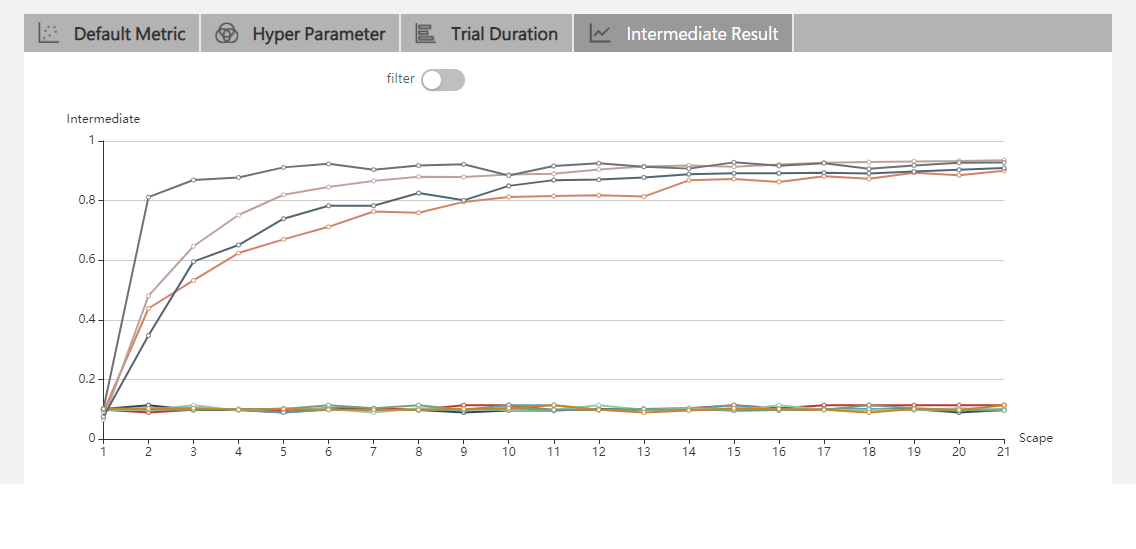 Default Metric Hyper Parameter Trial Duration Intermediate Result
filter
Intermediate
1
0.8
0.6
0.4
0.2
0
Scape
1 2 3 4 5 6 7 8 9 10 11 12 13 14 15 16 17 18 19 20 21